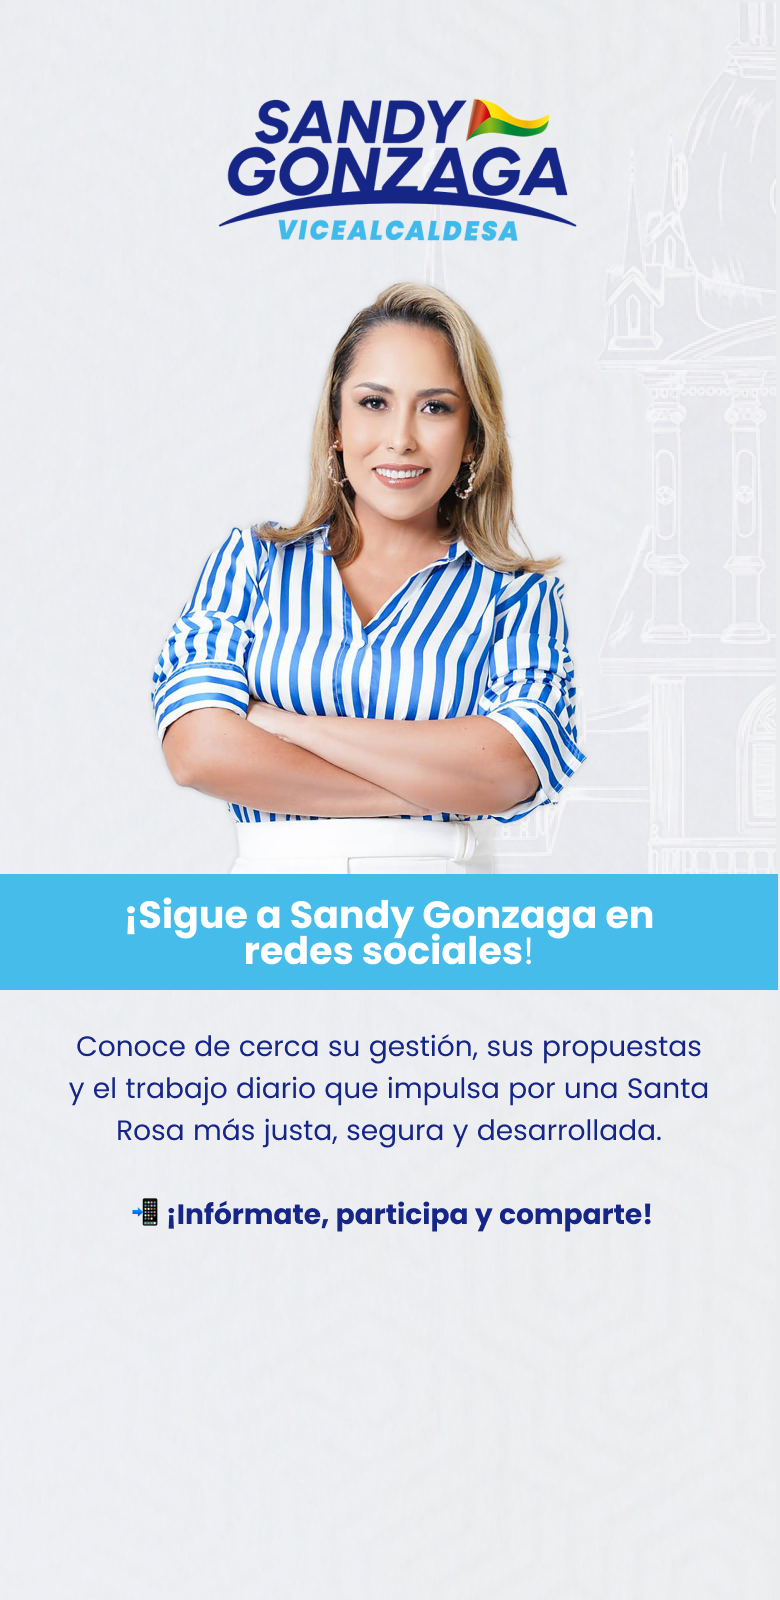 SANDY
GONZAGA
VICEALCALDESA
¡Sigue a Sandy Gonzaga en
redes sociales!
Conoce de cerca su gestión, sus propuestas
y el trabajo diario que impulsa por una Santa
Rosa más justa, segura y desarrollada.
📲 ¡Infórmate, participa y comparte!